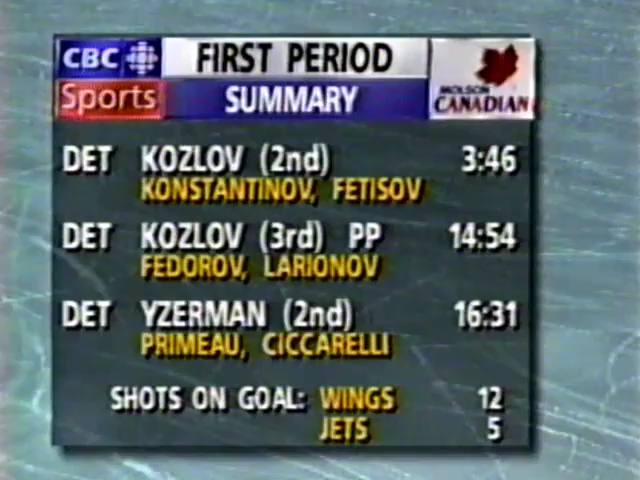 CBC FIRST PERIOD
Sports SUMMARY
MOLSON
CANADIAN
DET KOZLOV (2nd) 3:46
KONSTANTINOV, FETISOV
DET KOZLOV (3rd) PP 14:54
FEDOROV, LARIONOV
DET YZERMAN (2nd) 16:31
PRIMEAU, CICCARELLI
SHOTS ON GOAL: WINGS 12
JETS 5